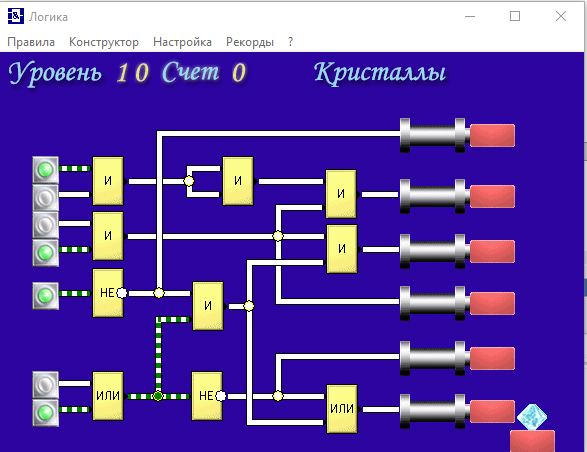 Логика
Правила Конструктор Настройка Рекорды ?
Уровень 10 Счет 0 Кристаллы
И И И
И И
НЕ И
ИЛИ НЕ ИЛИ